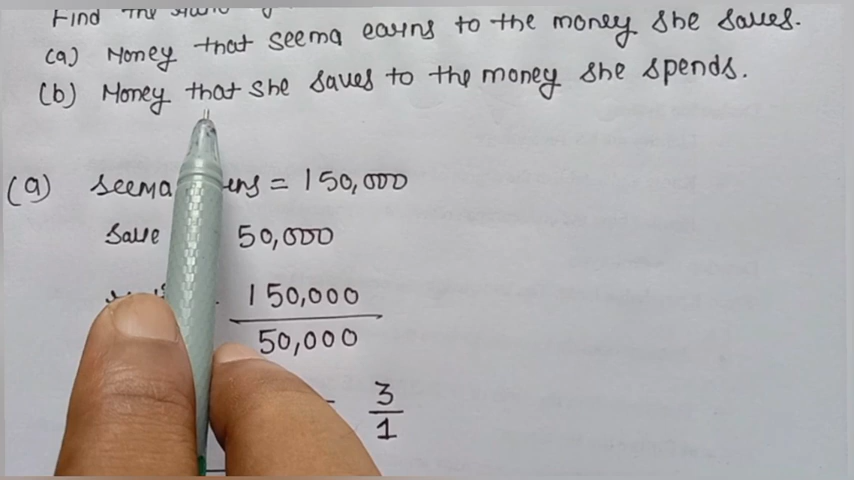 Find the
(a) Money that seema earns to the money she saves.
(b) Money that she saves to the money she spends.
(a) seema = 150,000
Save 50,000
150,000
50,000
3
1